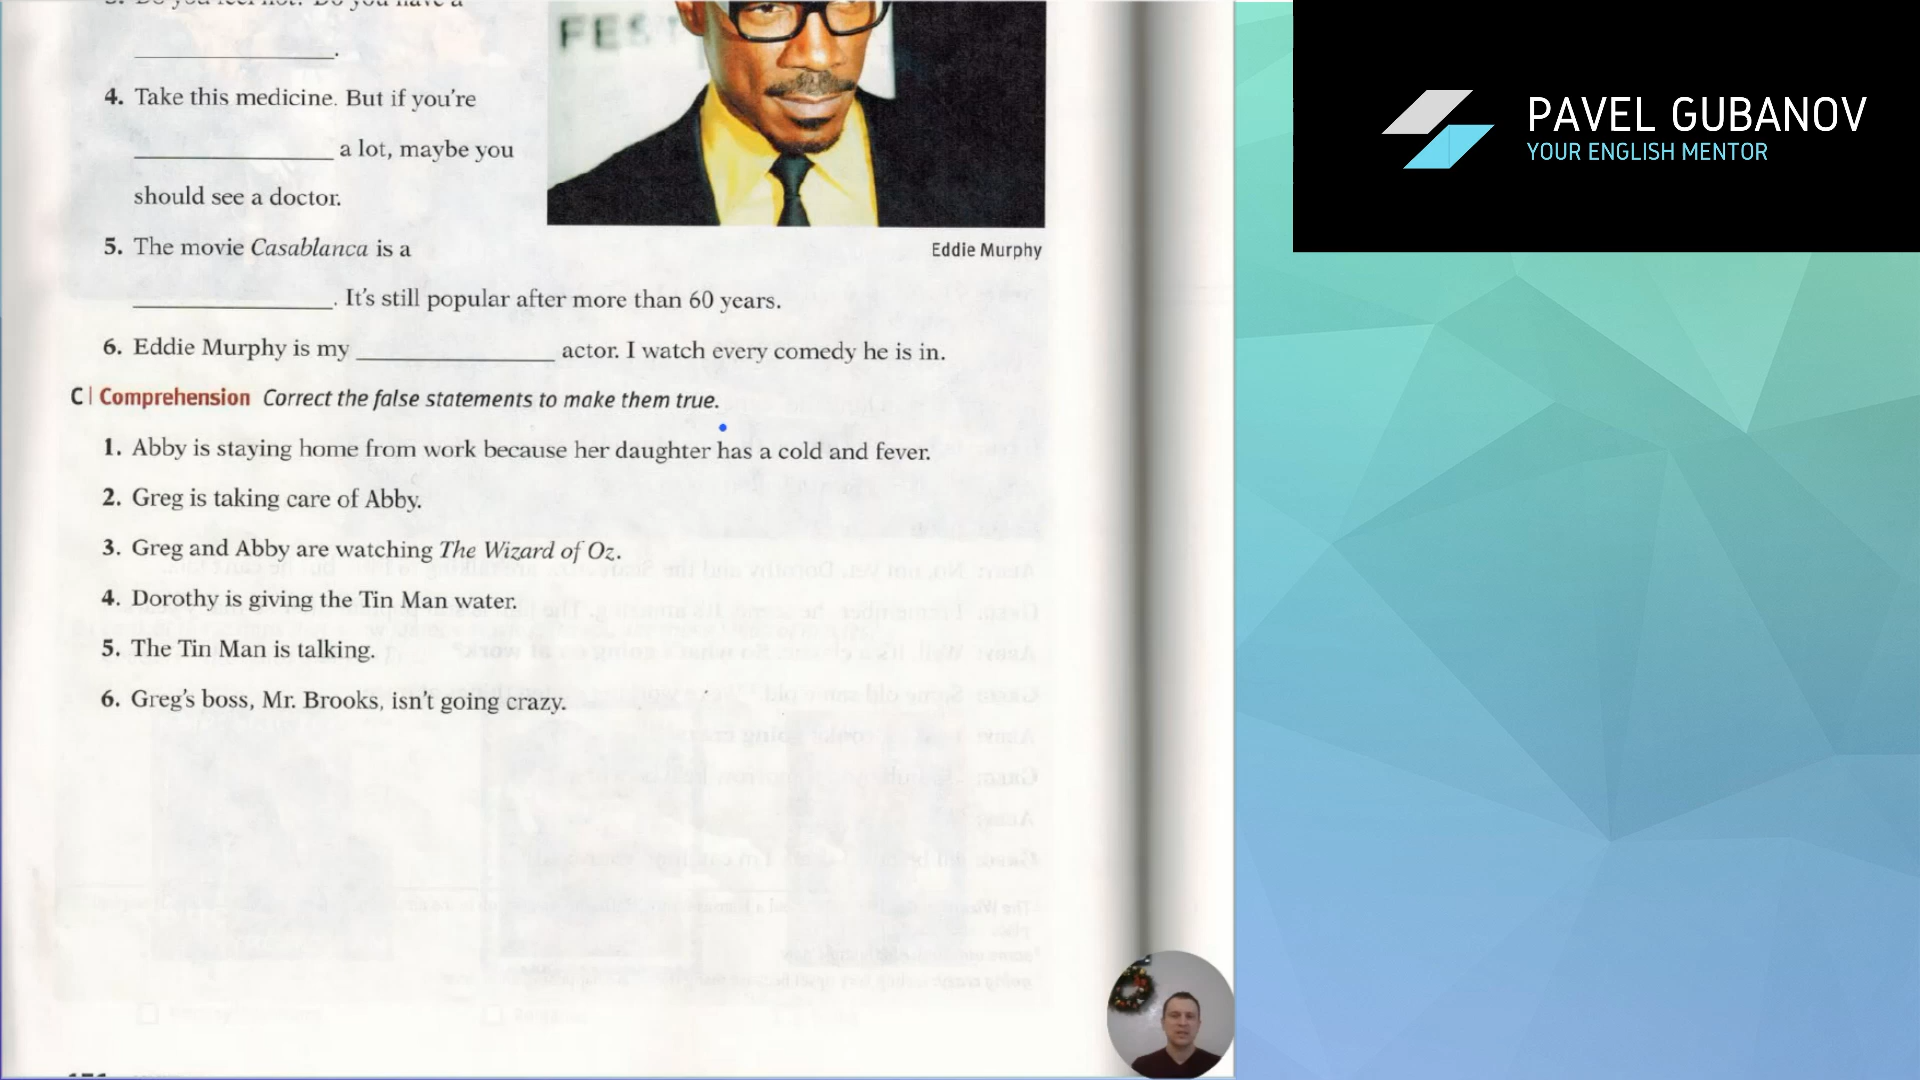 FEST
4. Take this medicine. But if you're
a lot, maybe you
should see a doctor.
5. The movie Casablanca is a
Eddie Murphy
. It's still popular after more than 60 years.
6. Eddie Murphy is my actor. I watch every comedy he is in.
C | Comprehension Correct the false statements to make them true.
1. Abby is staying home from work because her daughter has a cold and fever.
2. Greg is taking care of Abby.
3. Greg and Abby are watching The Wizard of Oz.
4. Dorothy is giving the Tin Man water.
5. The Tin Man is talking.
6. Greg's boss, Mr. Brooks, isn't going crazy.
PAVEL GUBANOV
YOUR ENGLISH MENTOR